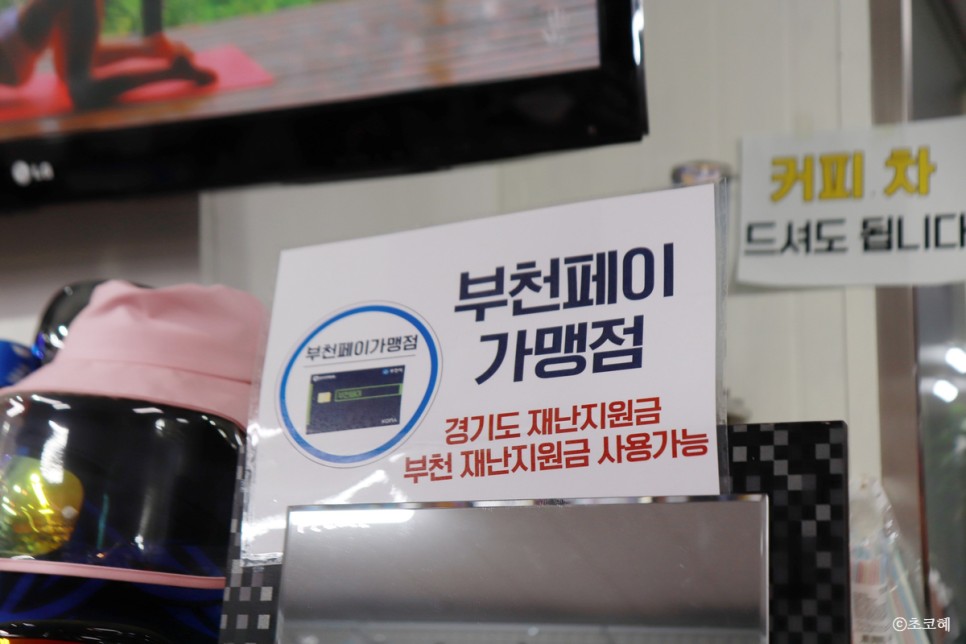 LG
커피 차
드셔도 됩니다
부천페이
가맹점
부천페이가맹점
경기도 재난지원금
부천 재난지원금 사용가능
ⓒ초코혜